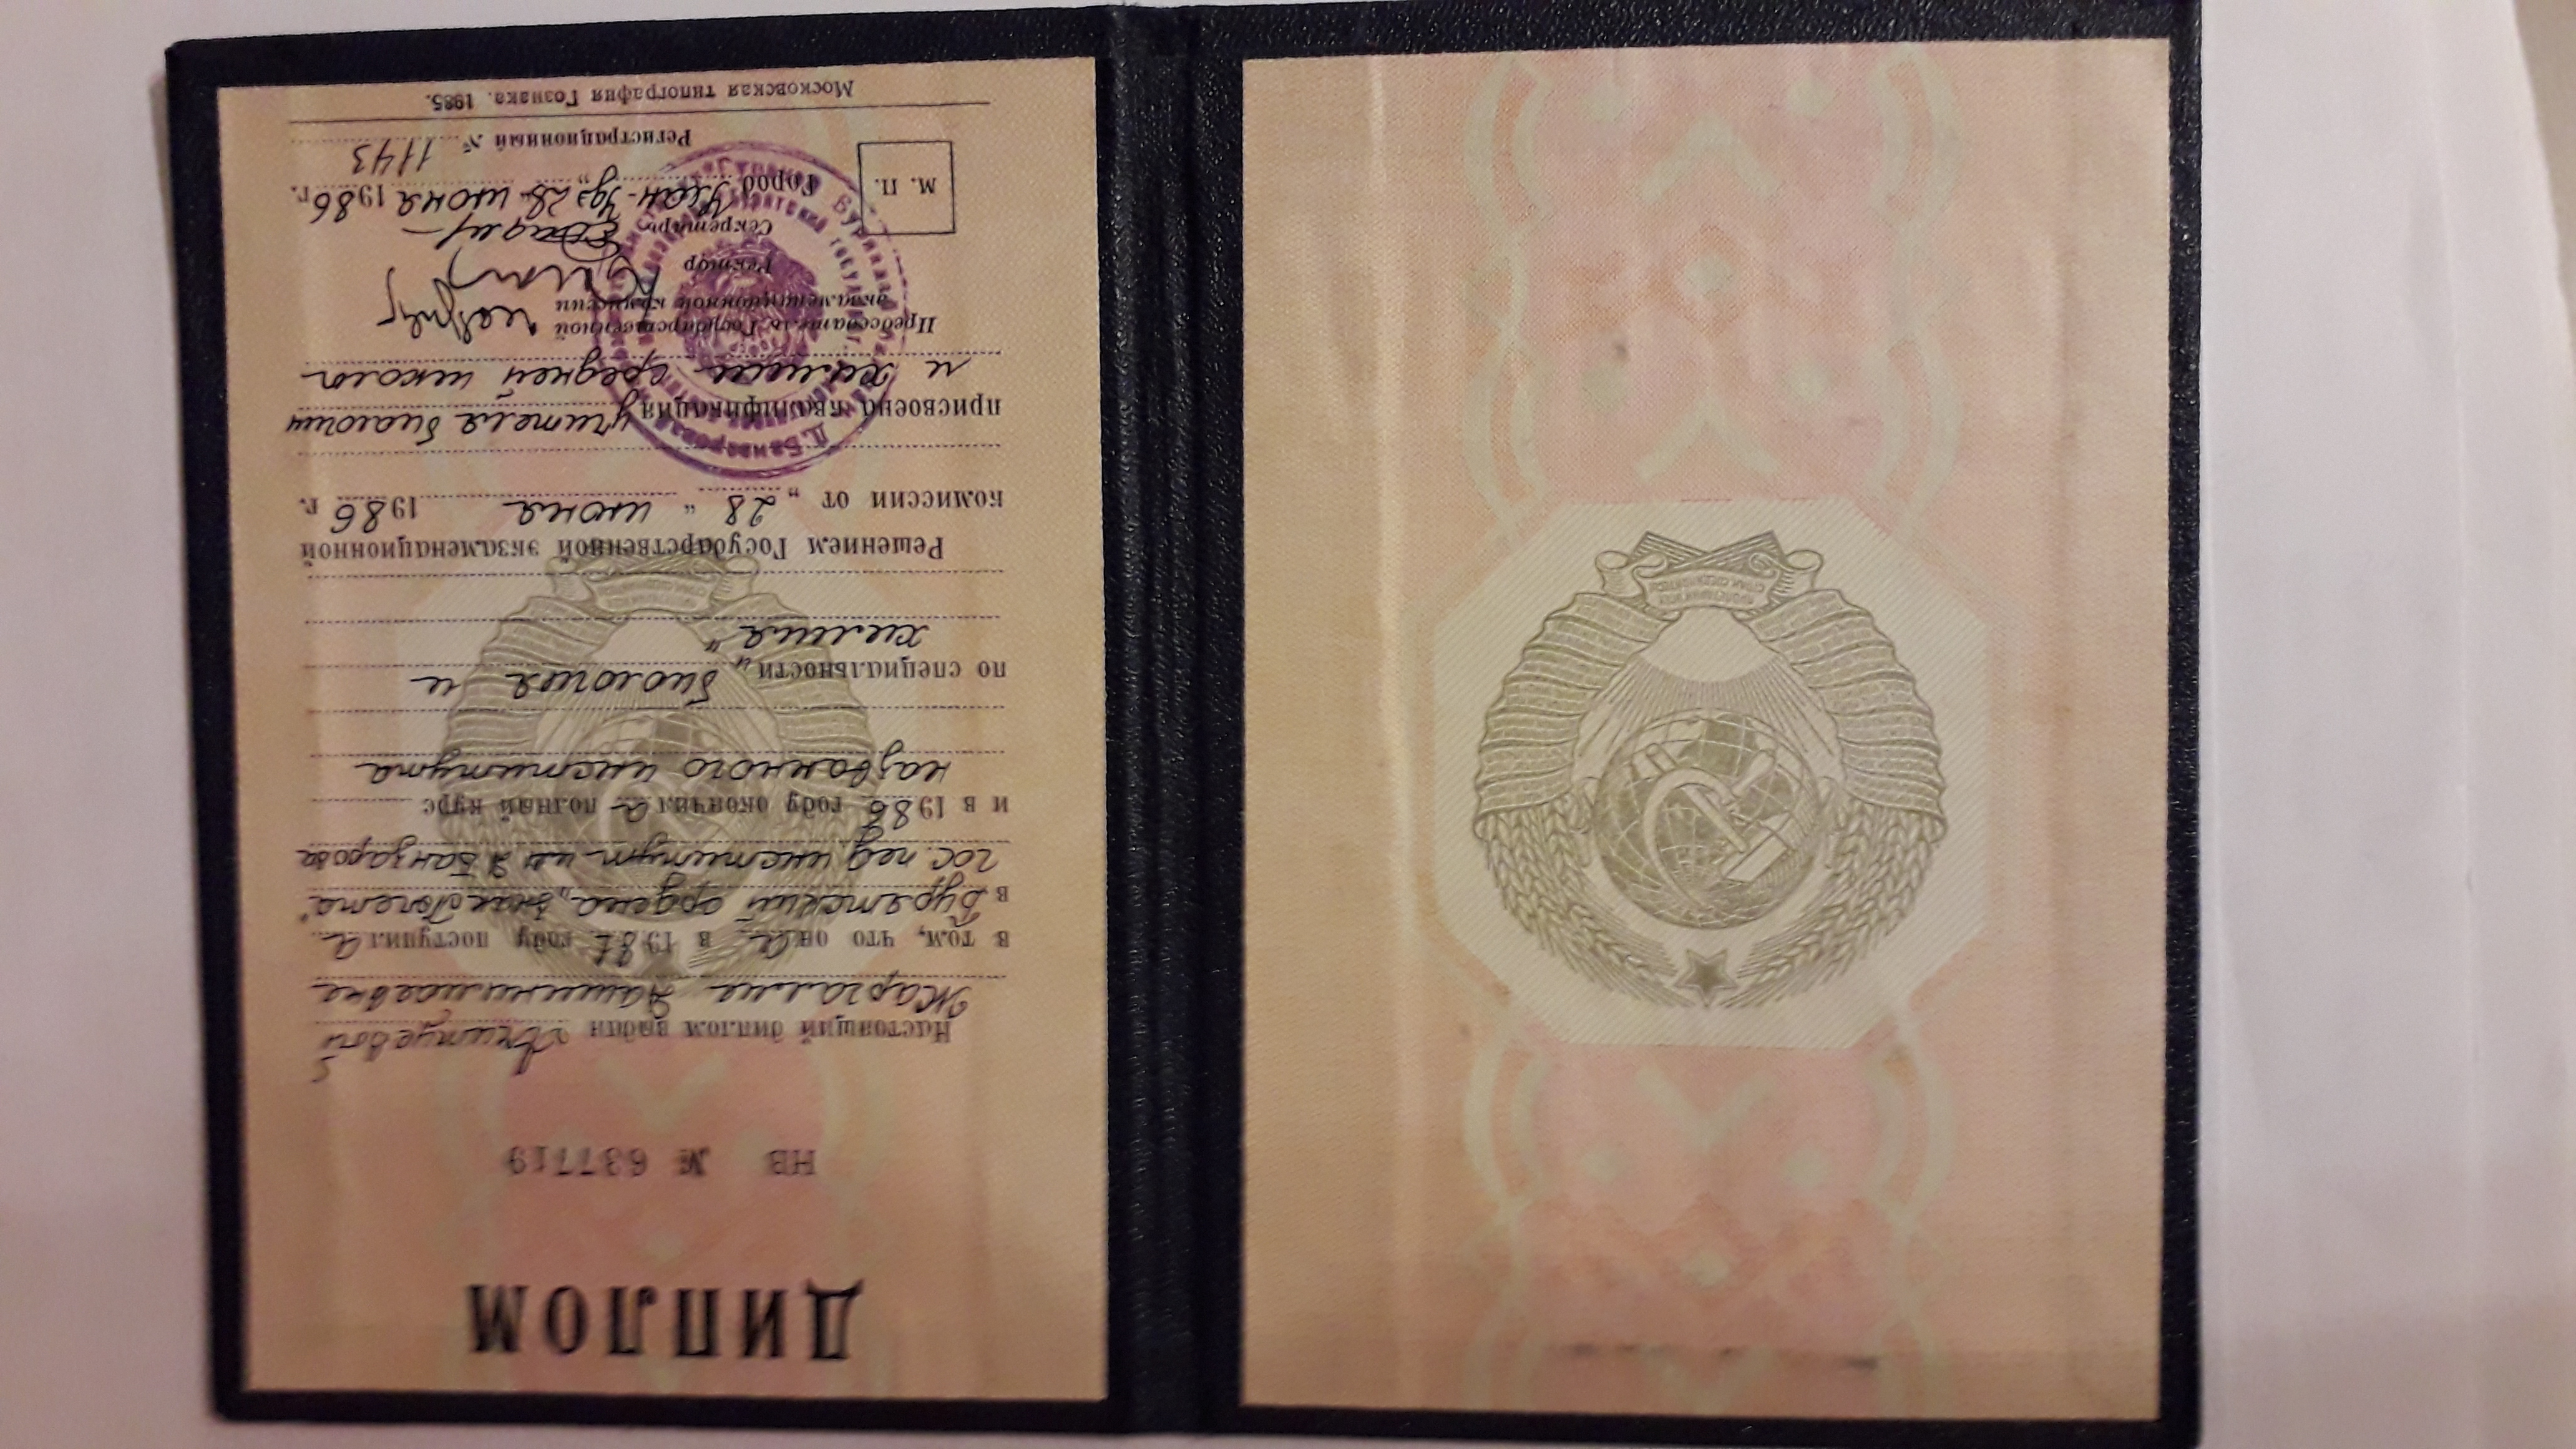 ДИПЛОМ
НВ № 637719
Настоящий диплом выдан
Жаргалме Дашинимаевне
в том, что она в 1981 году поступила
в Бурятский ордена „Знак Почета"
гос. пед. институт им Д Банзарова
и в 1986 году окончила полный курс
названного института
по специальности „биология и
химия"
Решением Государственной экзаменационной
комиссии от „28" июня 1986 г.
присвоена квалификация учителя биологии
и химии средней школы
Председатель Государственной
экзаменационной комиссии
Ректор
Секретарь
М. П.
Город Улан-Удэ „28" июня 1986 г.
Регистрационный № 1143
Московская типография Гознака. 1985.